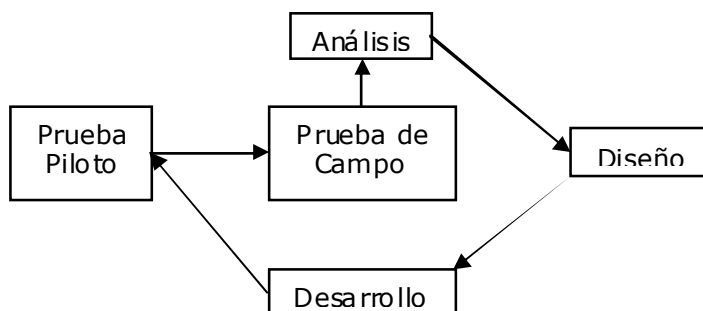 Análisis
Prueba
Piloto
Prueba de
Campo
Diseño
Desarrollo